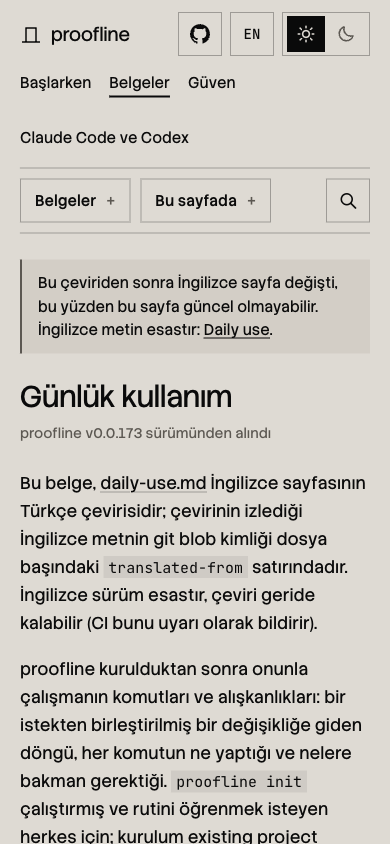 proofline
EN
Başlarken Belgeler Güven
Claude Code ve Codex
Belgeler +
Bu sayfada +
Bu çeviriden sonra İngilizce sayfa değişti,
bu yüzden bu sayfa güncel olmayabilir.
İngilizce metin esastır: Daily use.
Günlük kullanım
proofline v0.0.173 sürümünden alındı
Bu belge, daily-use.md İngilizce sayfasının
Türkçe çevirisidir; çevirinin izlediği
İngilizce metnin git blob kimliği dosya
başındaki translated-from satırındadır.
İngilizce sürüm esastır, çeviri geride
kalabilir (CI bunu uyarı olarak bildirir).
proofline kurulduktan sonra onunla
çalışmanın komutları ve alışkanlıkları: bir
istekten birleştirilmiş bir değişikliğe giden
döngü, her komutun ne yaptığı ve nelere
bakman gerektiği. proofline init
çalıştırmış ve rutini öğrenmek isteyen
herkes için; kurulum existing project